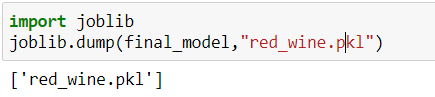 import joblib
joblib.dump(final_model,"red_wine.pkl")
['red_wine.pkl']